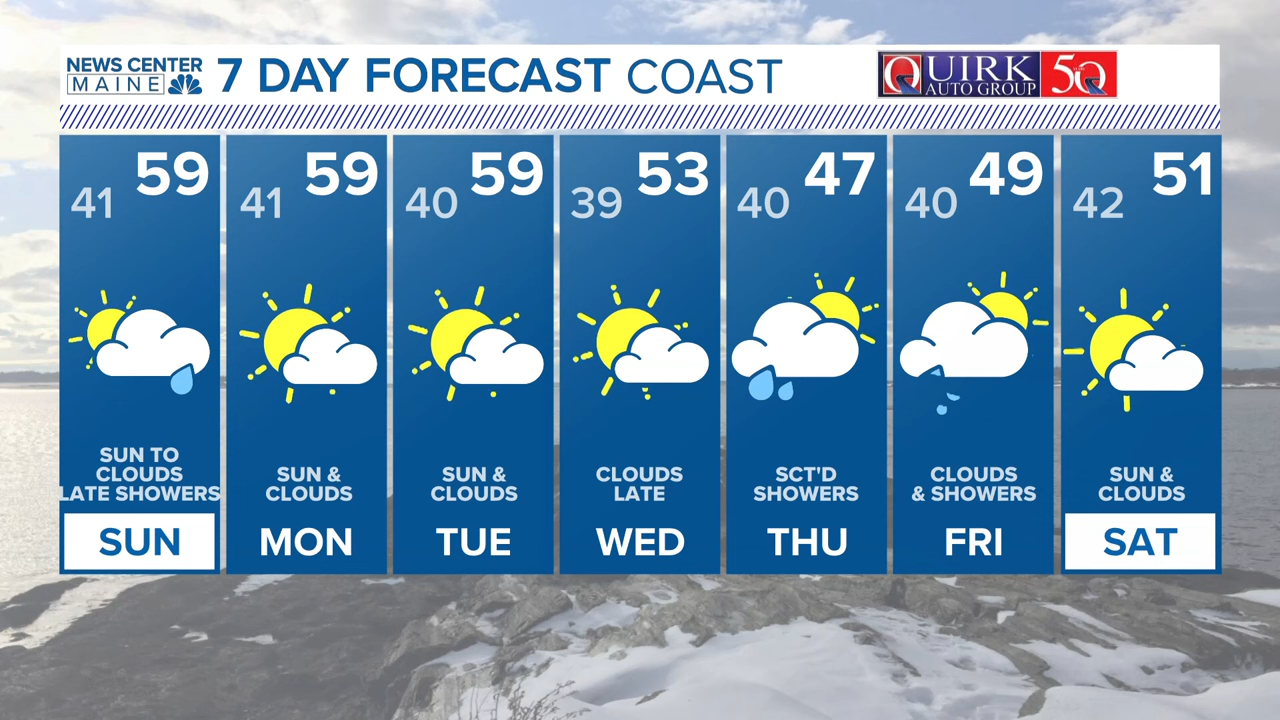 NEWS CENTER
MAINE
7 DAY FORECAST COAST
QUIRK
AUTO GROUP
50
41 59
41 59
40 59
39 53
40 47
40 49
42 51
SUN TO
CLOUDS
LATE SHOWERS
SUN &
CLOUDS
SUN &
CLOUDS
CLOUDS
LATE
SCT'D
SHOWERS
CLOUDS
& SHOWERS
SUN &
CLOUDS
SUN
MON
TUE
WED
THU
FRI
SAT